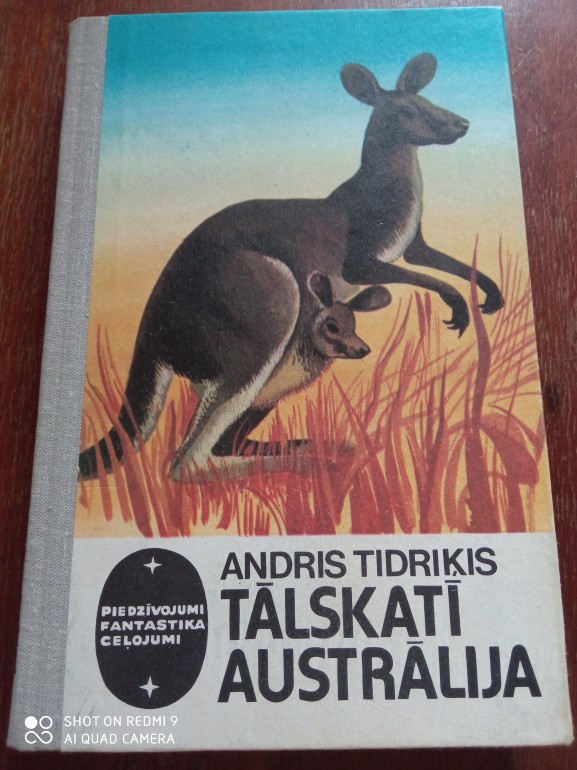 ANDRIS TIDRIĶIS
TĀLSKATĪ
AUSTRĀLIJA
PIEDZĪVOJUMI
FANTASTIKA
CEĻOJUMI
SHOT ON REDMI 9
AI QUAD CAMERA